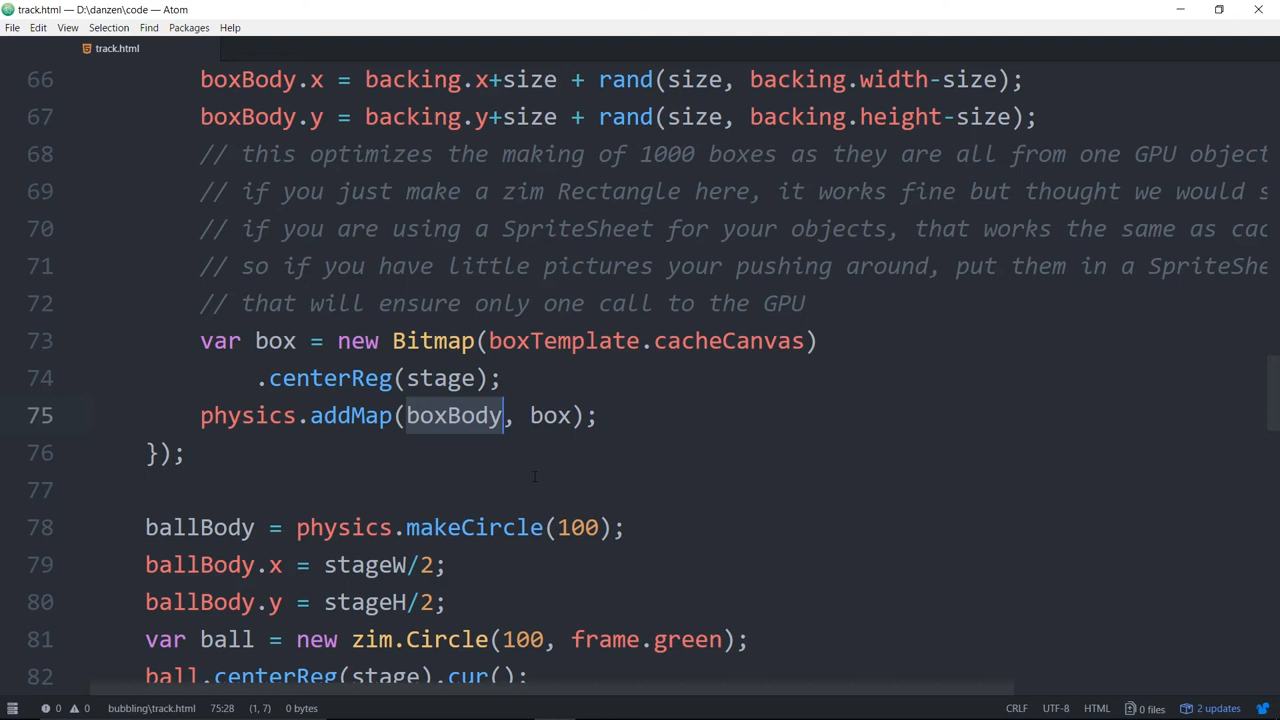 track.html — D:\danzen\code — Atom
File Edit View Selection Find Packages Help
track.html
66 boxBody.x = backing.x+size + rand(size, backing.width-size);
67 boxBody.y = backing.y+size + rand(size, backing.height-size);
68 // this optimizes the making of 1000 boxes as they are all from one GPU object
69 // if you just make a zim Rectangle here, it works fine but thought we would s
70 // if you are using a SpriteSheet for your objects, that works the same as cac
71 // so if you have little pictures your pushing around, put them in a SpriteShe
72 // that will ensure only one call to the GPU
73 var box = new Bitmap(boxTemplate.cacheCanvas)
74 .centerReg(stage);
75 physics.addMap(boxBody, box);
76 });
77
78 ballBody = physics.makeCircle(100);
79 ballBody.x = stageW/2;
80 ballBody.y = stageH/2;
81 var ball = new zim.Circle(100, frame.green);
82 ball.centerReg(stage).cur();
0 0 bubbling\track.html 75:28 (1, 7) 0 bytes CRLF UTF-8 HTML 0 files 2 updates